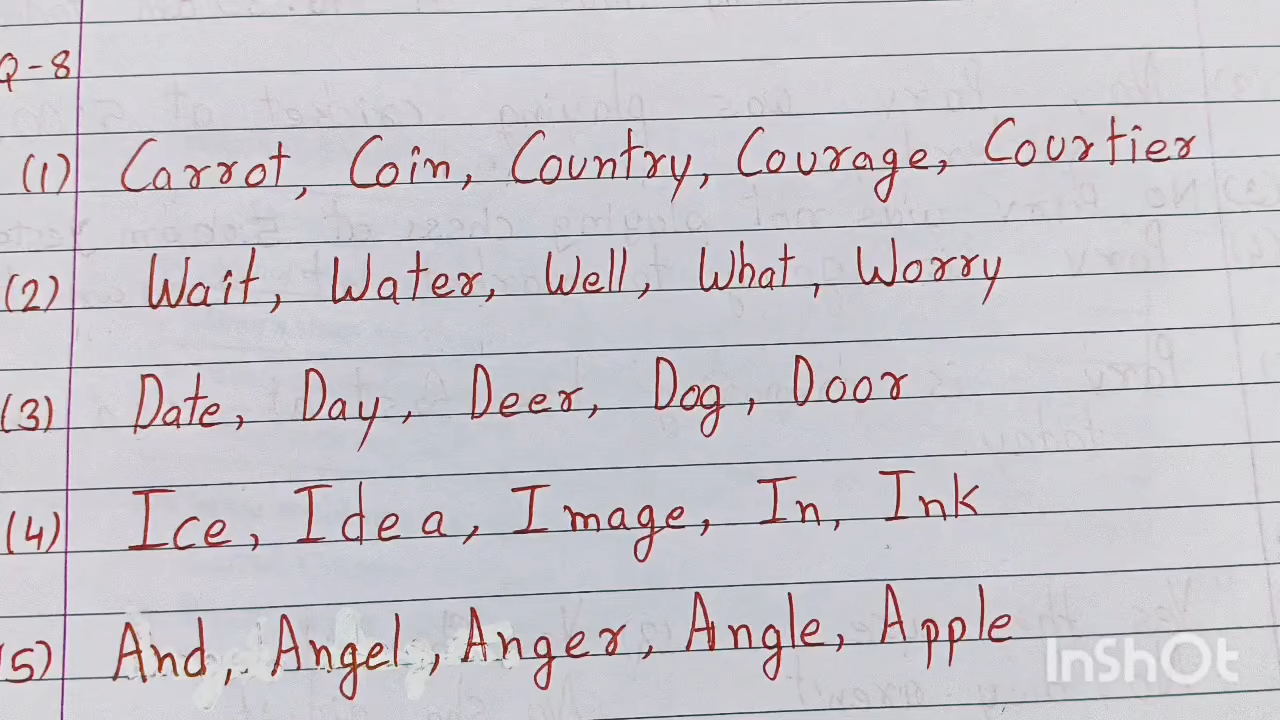 Q-8
(1) Carrot, Coin, Country, Courage, Courtier
(2) Wait, Water, Well, What, Worry
(3) Date, Day, Deer, Dog, Door
(4) Ice, Idea, Image, In, Ink
(5) And, Angel, Anger, Angle, Apple
InShOt